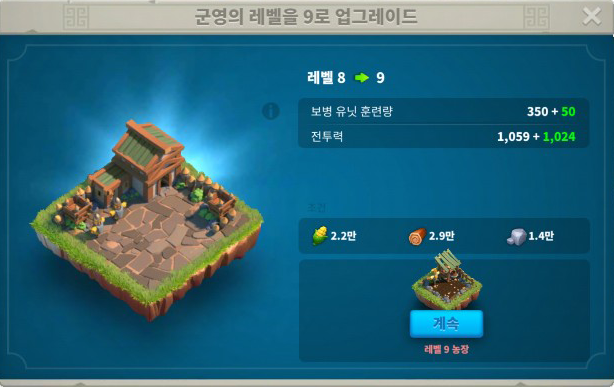 군영의 레벨을 9로 업그레이드
레벨 8 9
보병 유닛 훈련량 350 + 50
전투력 1,059 + 1,024
조건
2.2만 2.9만 1.4만
계속
레벨 9 농장